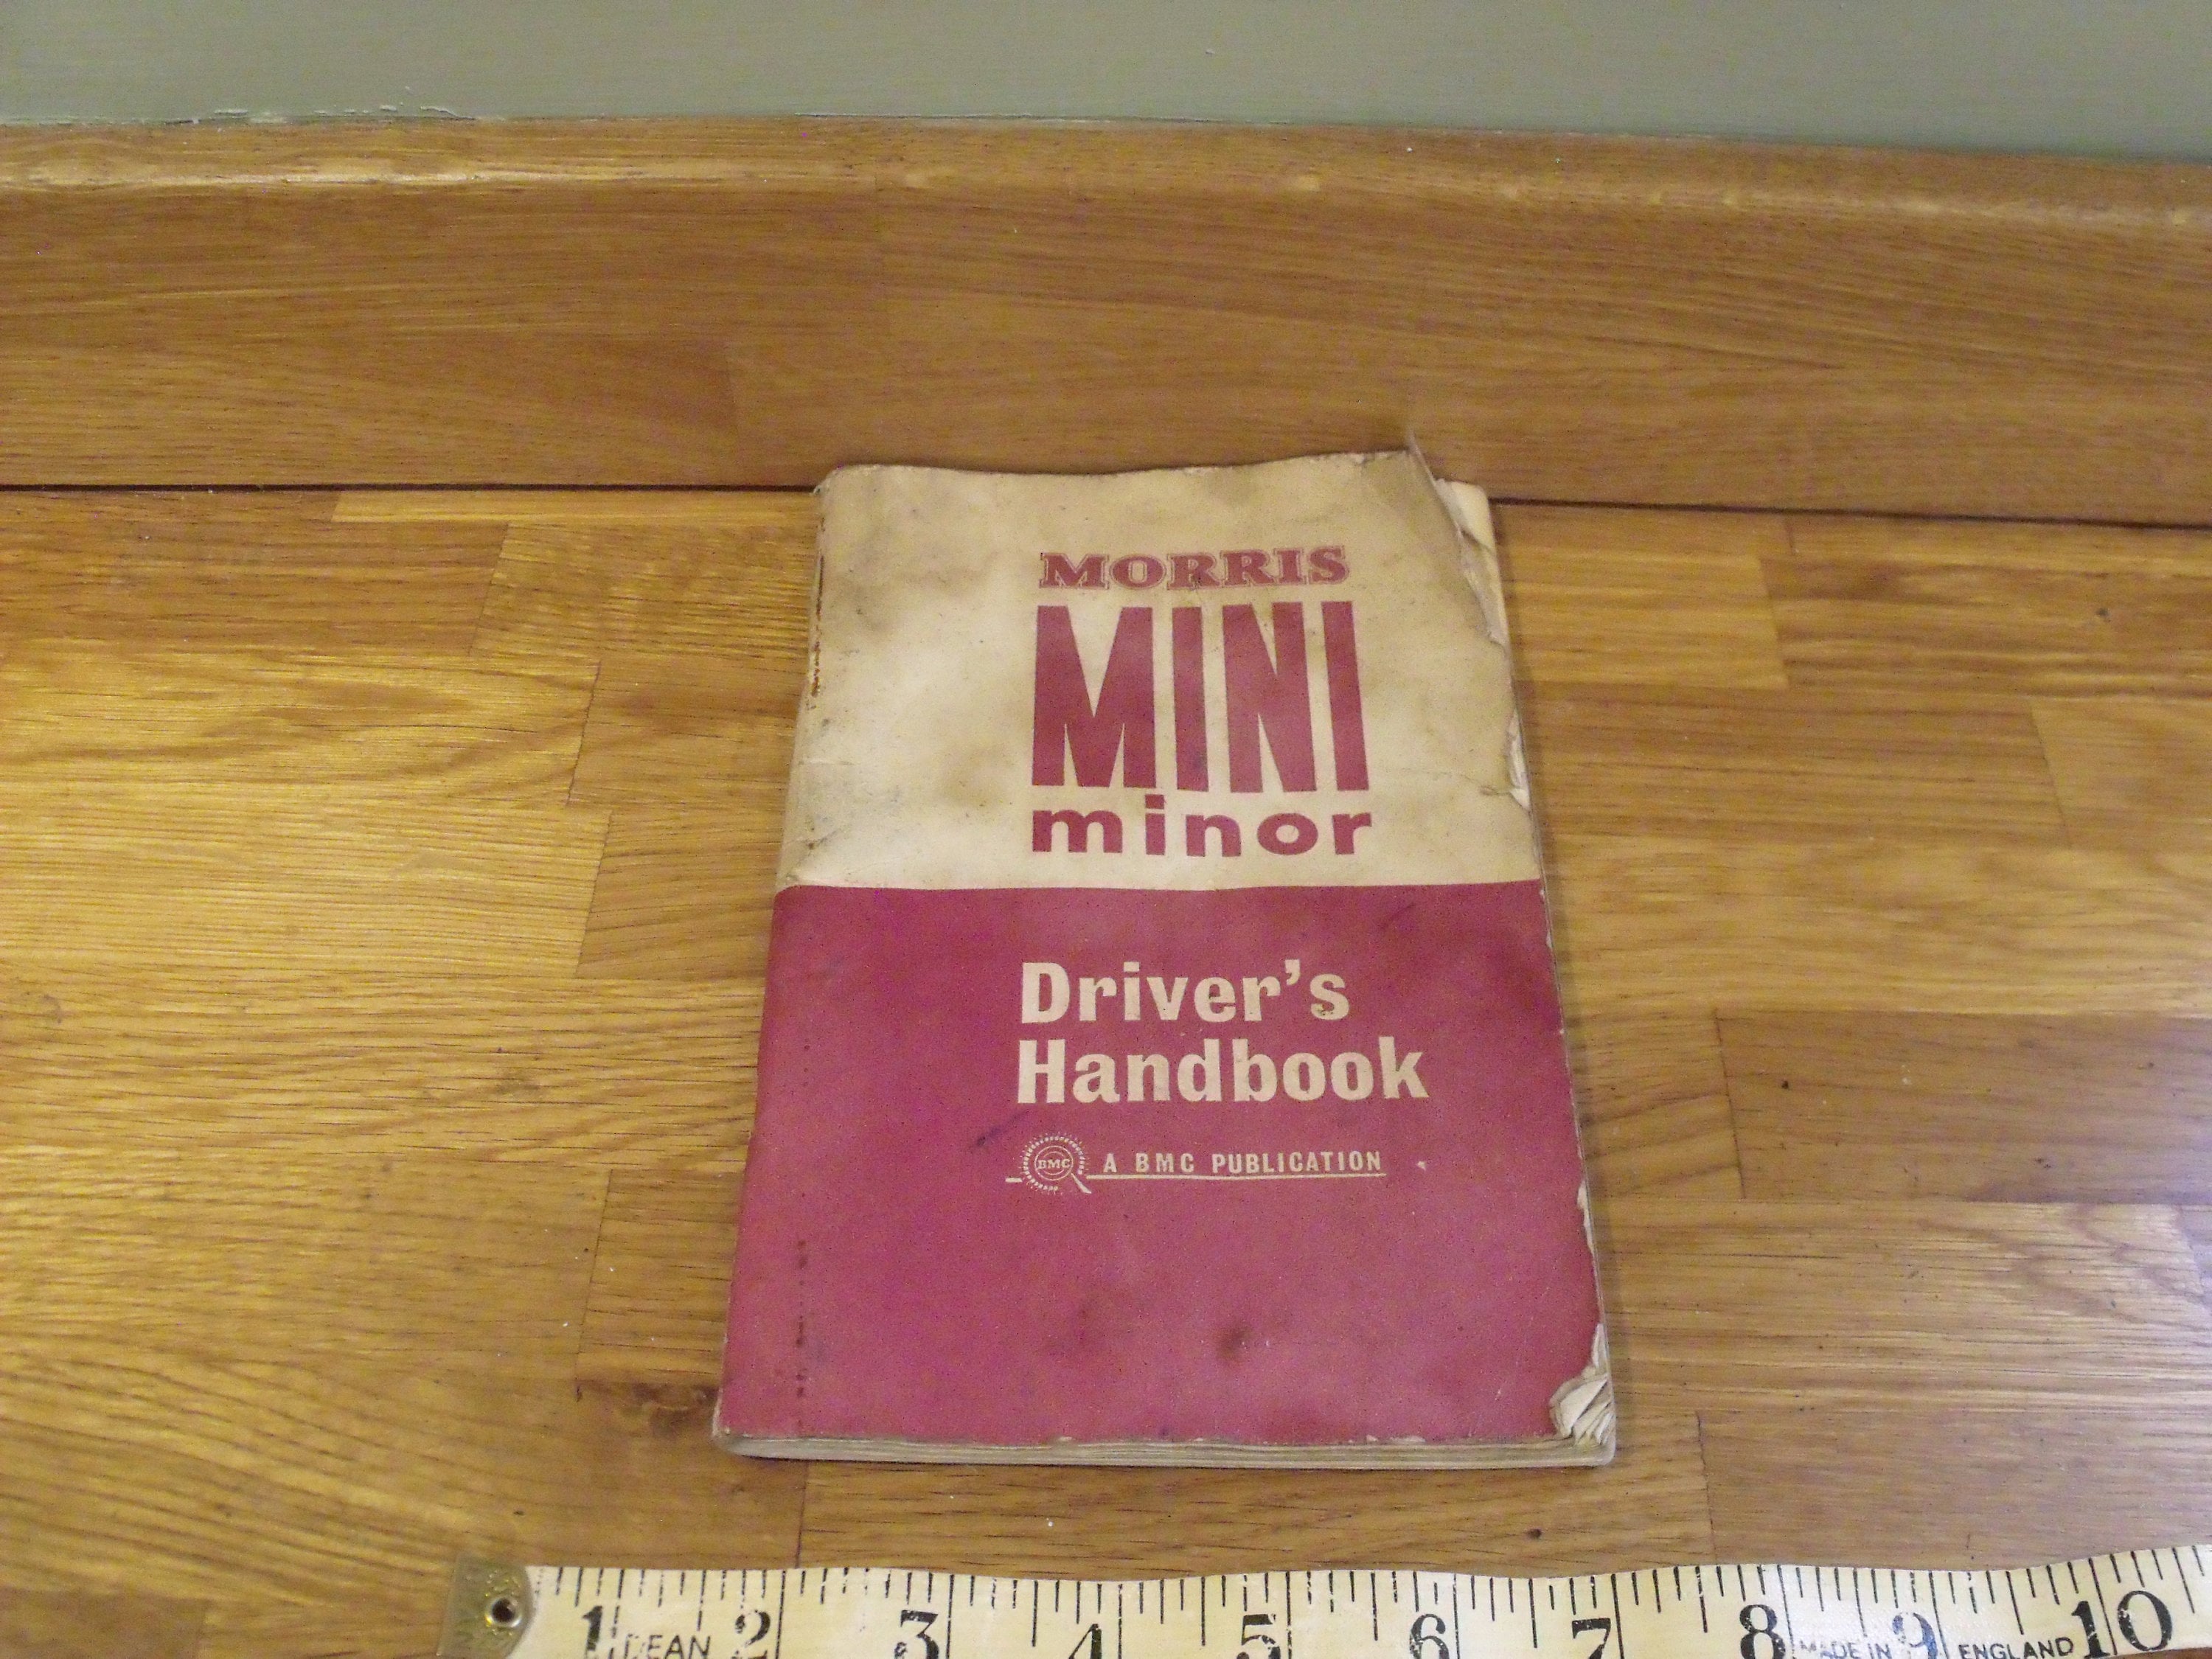 MORRIS
MINI
minor
Driver's
Handbook
BMC A BMC PUBLICATION
1 DEAN 2 3 4 5 6 7 8 MADE IN 9 ENGLAND 10